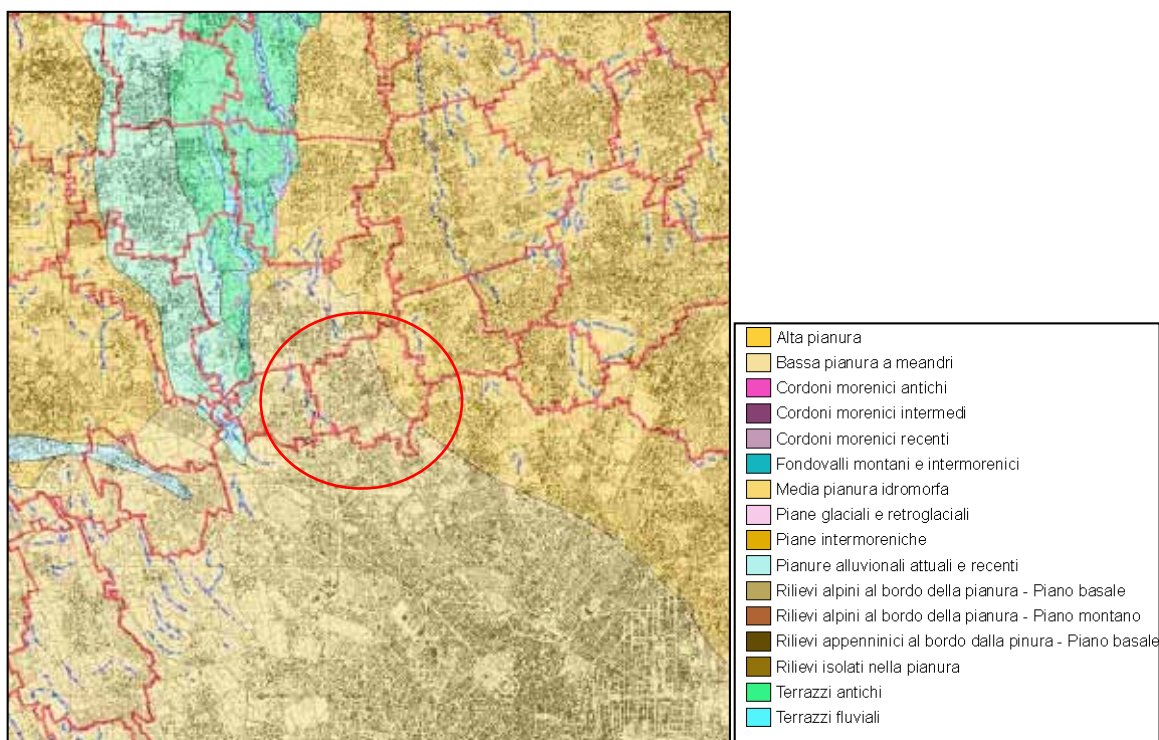 Alta pianura
Bassa pianura a meandri
Cordoni morenici antichi
Cordoni morenici intermedi
Cordoni morenici recenti
Fondovalli montani e intermorenici
Media pianura idromorfa
Piane glaciali e retroglaciali
Piane intermoreniche
Pianure alluvionali attuali e recenti
Rilievi alpini al bordo della pianura - Piano basale
Rilievi alpini al bordo della pianura - Piano montano
Rilievi appenninici al bordo dalla pinura - Piano basale
Rilievi isolati nella pianura
Terrazzi antichi
Terrazzi fluviali